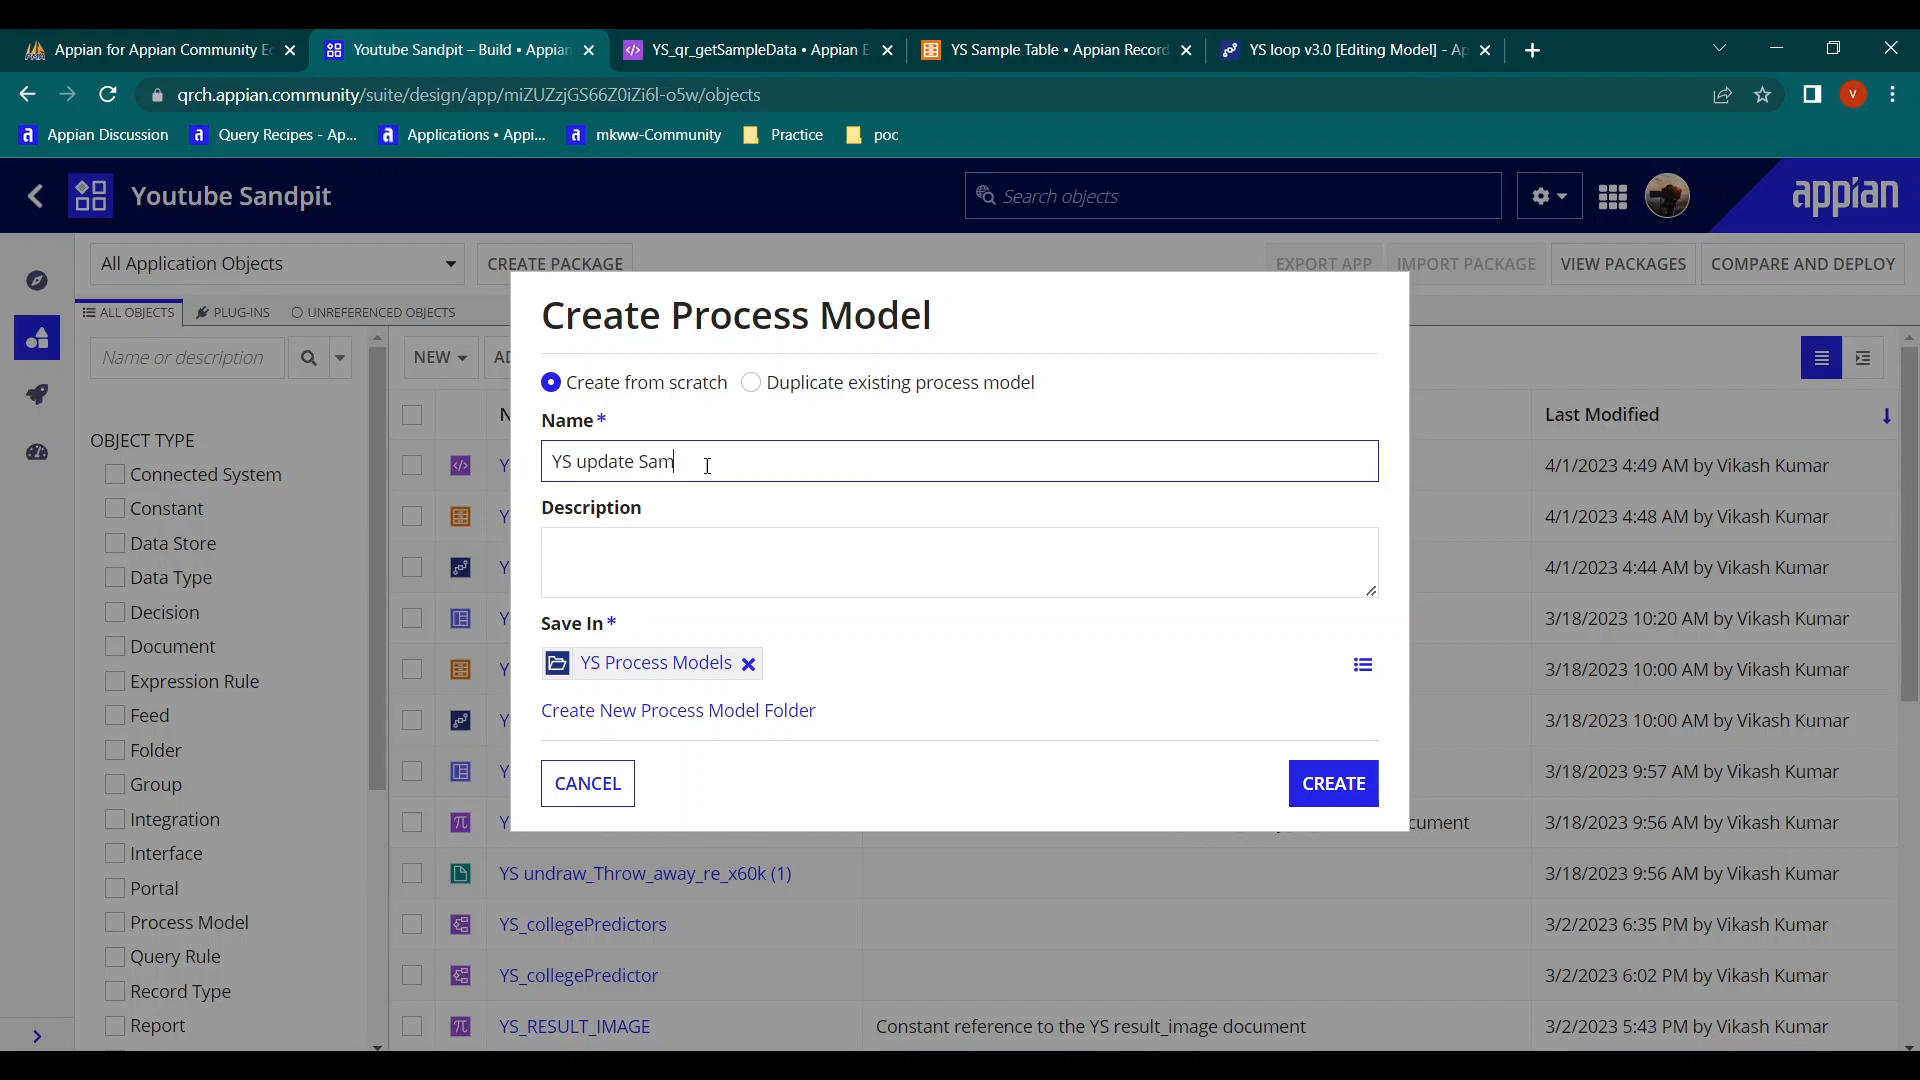 Appian for Appian Community E
Youtube Sandpit – Build • Appian
YS_qr_getSampleData • Appian E
YS Sample Table • Appian Record
YS loop v3.0 [Editing Model] - Ap
qrch.appian.community/suite/design/app/miZUZzjGS66Z0iZi6l-o5w/objects
V
Appian Discussion
Query Recipes - Ap...
Applications • Appi...
mkww-Community
Practice
poc
Youtube Sandpit
Search objects
appian
All Application Objects
CREATE PACKAGE
EXPORT APP
IMPORT PACKAGE
VIEW PACKAGES
COMPARE AND DEPLOY
ALL OBJECTS
PLUG-INS
UNREFERENCED OBJECTS
Name or description
NEW
AD
N
Last Modified
OBJECT TYPE
Connected System
Constant
Data Store
Data Type
Decision
Document
Expression Rule
Feed
Folder
Group
Integration
Interface
Portal
Process Model
Query Rule
Record Type
Report
Create Process Model
Create from scratch
Duplicate existing process model
Name*
YS update Sam
Description
Save In*
YS Process Models
Create New Process Model Folder
CANCEL
CREATE
4/1/2023 4:49 AM by Vikash Kumar
4/1/2023 4:48 AM by Vikash Kumar
4/1/2023 4:44 AM by Vikash Kumar
3/18/2023 10:20 AM by Vikash Kumar
3/18/2023 10:00 AM by Vikash Kumar
3/18/2023 10:00 AM by Vikash Kumar
3/18/2023 9:57 AM by Vikash Kumar
3/18/2023 9:56 AM by Vikash Kumar
YS undraw_Throw_away_re_x60k (1)
3/18/2023 9:56 AM by Vikash Kumar
YS_collegePredictors
3/2/2023 6:35 PM by Vikash Kumar
YS_collegePredictor
3/2/2023 6:02 PM by Vikash Kumar
YS_RESULT_IMAGE
Constant reference to the YS result_image document
3/2/2023 5:43 PM by Vikash Kumar